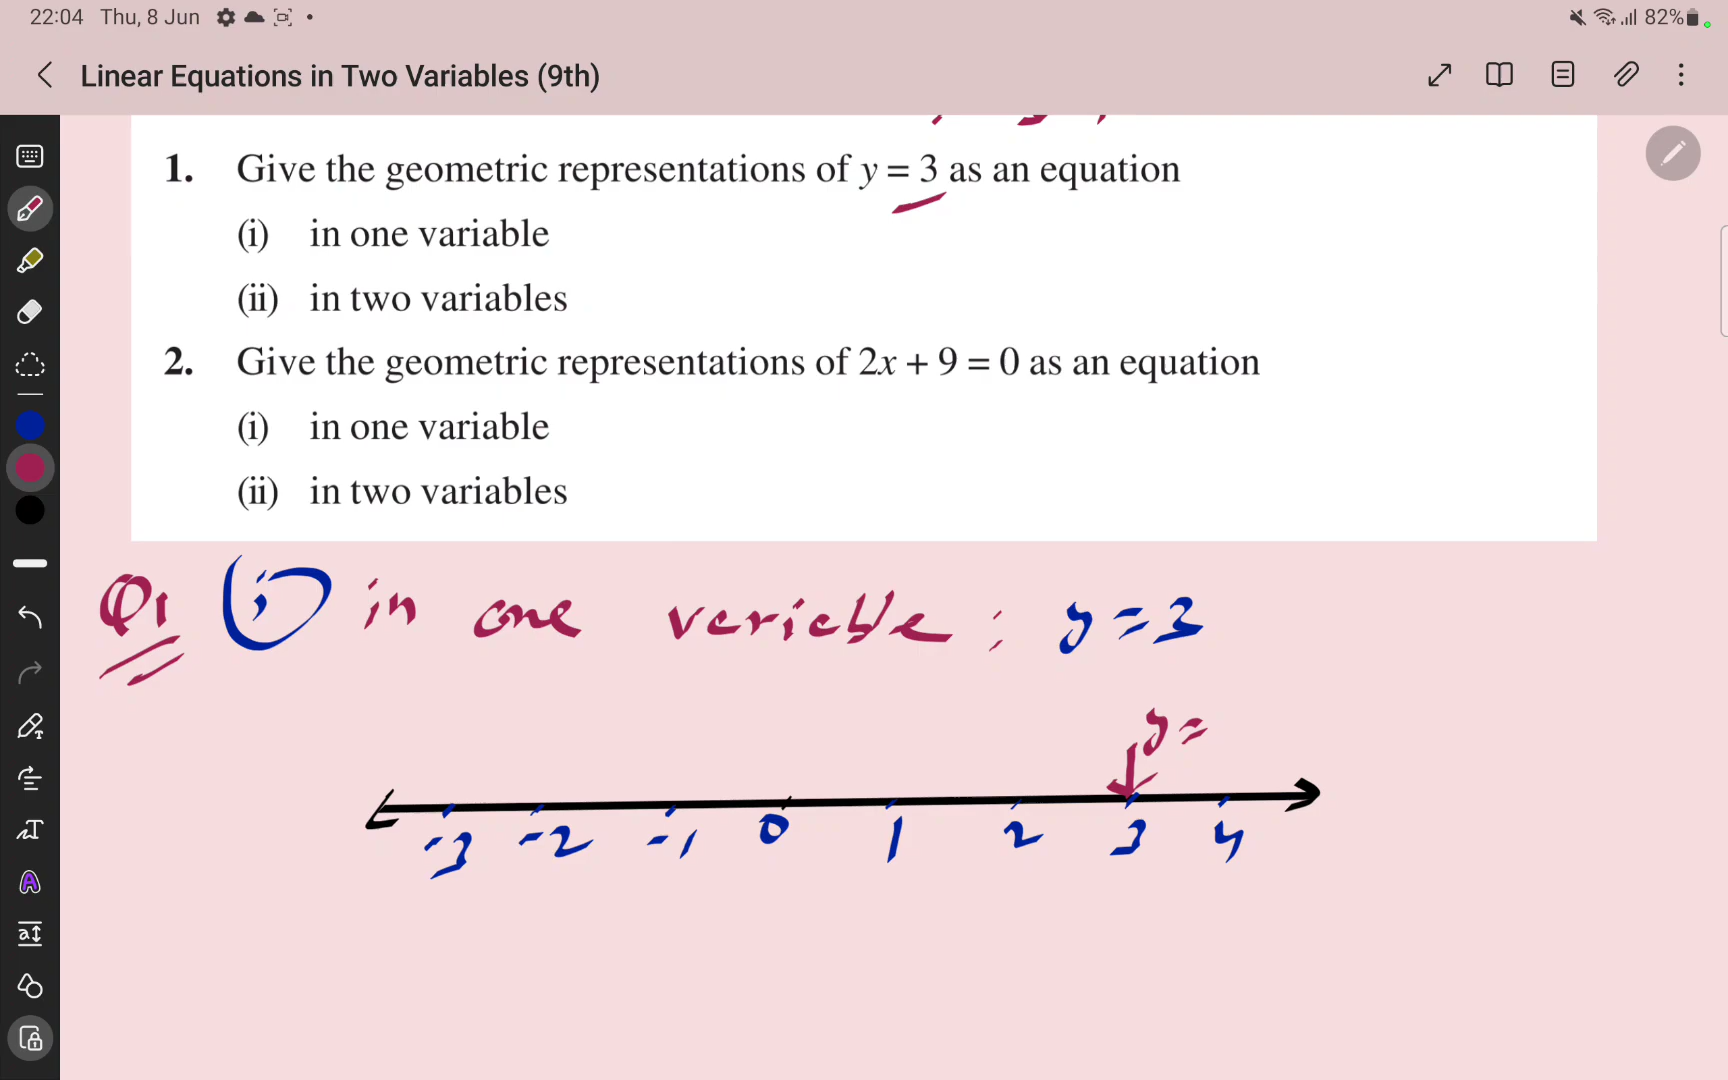 22:04 Thu, 8 Jun 82%
Linear Equations in Two Variables (9th)
1. Give the geometric representations of y = 3 as an equation
(i) in one variable
(ii) in two variables
2. Give the geometric representations of 2x + 9 = 0 as an equation
(i) in one variable
(ii) in two variables
Q1 (i) in one variable : y = 3
y =
-3 -2 -1 0 1 2 3 4